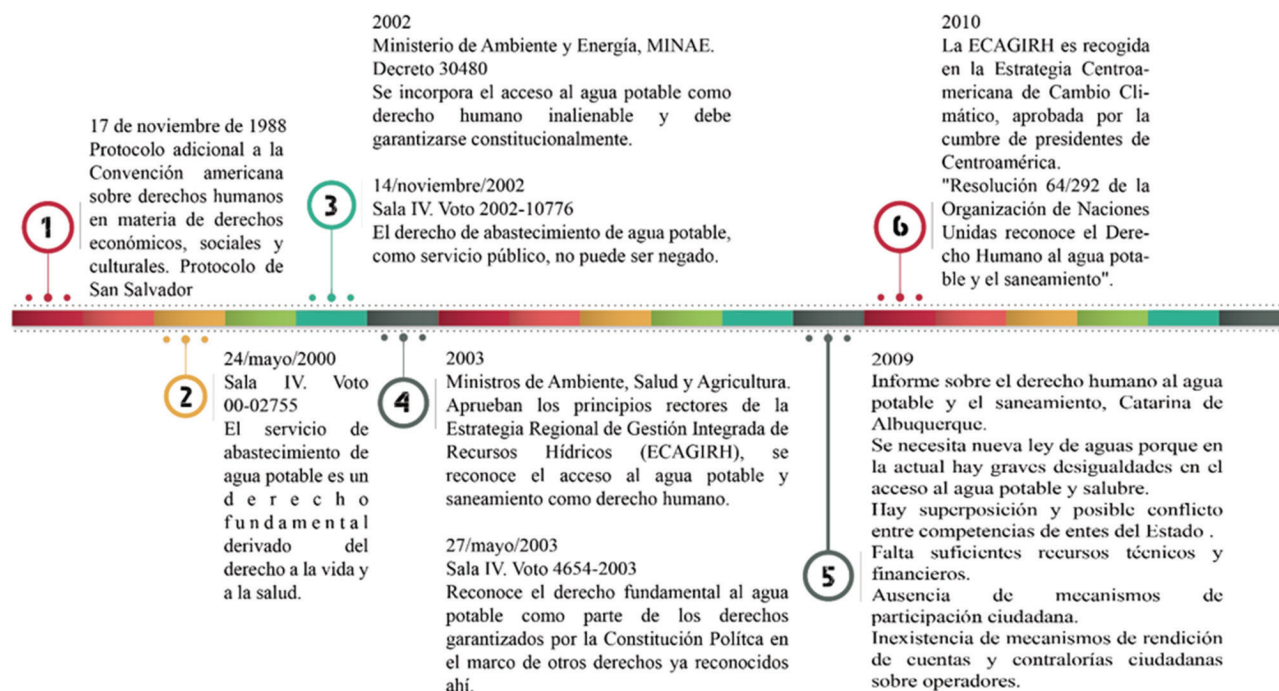 1
17 de noviembre de 1988
Protocolo adicional a la
Convención americana
sobre derechos humanos
en materia de derechos
económicos, sociales y
culturales. Protocolo de
San Salvador
2
24/mayo/2000
Sala IV. Voto
00-02755
El servicio de
abastecimiento de
agua potable es un
derecho
fundamental
derivado del
derecho a la vida y
a la salud.
3
2002
Ministerio de Ambiente y Energía, MINAE.
Decreto 30480
Se incorpora el acceso al agua potable como
derecho humano inalienable y debe
garantizarse constitucionalmente.
14/noviembre/2002
Sala IV. Voto 2002-10776
El derecho de abastecimiento de agua potable,
como servicio público, no puede ser negado.
4
2003
Ministros de Ambiente, Salud y Agricultura.
Aprueban los principios rectores de la
Estrategia Regional de Gestión Integrada de
Recursos Hídricos (ECAGIRH), se
reconoce el acceso al agua potable y
saneamiento como derecho humano.
27/mayo/2003
Sala IV. Voto 4654-2003
Reconoce el derecho fundamental al agua
potable como parte de los derechos
garantizados por la Constitución Polítca en
el marco de otros derechos ya reconocidos
ahí.
5
2009
Informe sobre el derecho humano al agua
potable y el saneamiento, Catarina de
Albuquerque.
Se necesita nueva ley de aguas porque en
la actual hay graves desigualdades en el
acceso al agua potable y salubre.
Hay superposición y posible conflicto
entre competencias de entes del Estado .
Falta suficientes recursos técnicos y
financieros.
Ausencia de mecanismos de
participación ciudadana.
Inexistencia de mecanismos de rendición
de cuentas y contralorías ciudadanas
sobre operadores.
6
2010
La ECAGIRH es recogida
en la Estrategia Centroa-
mericana de Cambio Cli-
mático, aprobada por la
cumbre de presidentes de
Centroamérica.
"Resolución 64/292 de la
Organización de Naciones
Unidas reconoce el Dere-
cho Humano al agua pota-
ble y el saneamiento".